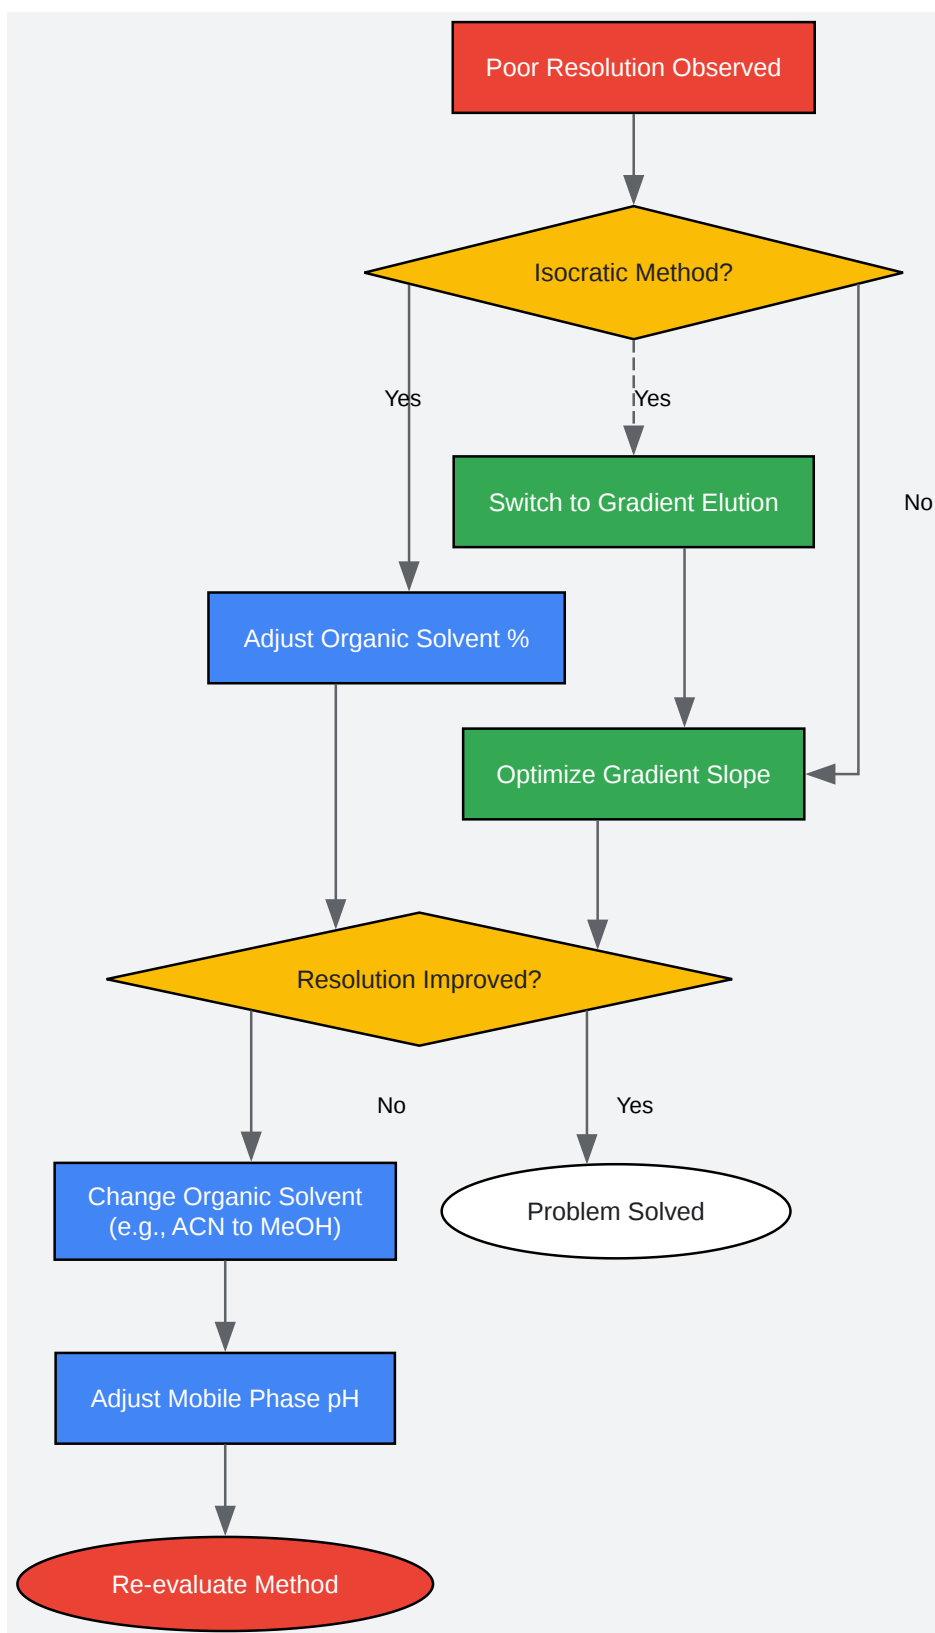 Poor Resolution Observed
Isocratic Method?
Yes
Yes
Switch to Gradient Elution
No
Adjust Organic Solvent %
Optimize Gradient Slope
Resolution Improved?
No
Yes
Change Organic Solvent
(e.g., ACN to MeOH)
Problem Solved
Adjust Mobile Phase pH
Re-evaluate Method